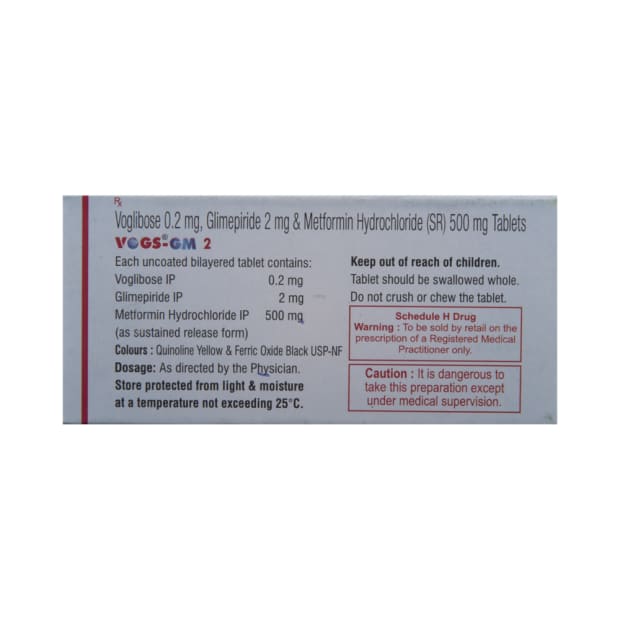 Rx
Voglibose 0.2 mg, Glimepiride 2 mg & Metformin Hydrochloride (SR) 500 mg Tablets
VOGS®-GM 2
Each uncoated bilayered tablet contains:
Voglibose IP 0.2 mg
Glimepiride IP 2 mg
Metformin Hydrochloride IP 500 mg
(as sustained release form)
Colours : Quinoline Yellow & Ferric Oxide Black USP-NF
Dosage: As directed by the Physician.
Store protected from light & moisture
at a temperature not exceeding 25°C.
Keep out of reach of children.
Tablet should be swallowed whole.
Do not crush or chew the tablet.
Schedule H Drug
Warning : To be sold by retail on the
prescription of a Registered Medical
Practitioner only.
Caution : It is dangerous to
take this preparation except
under medical supervision.